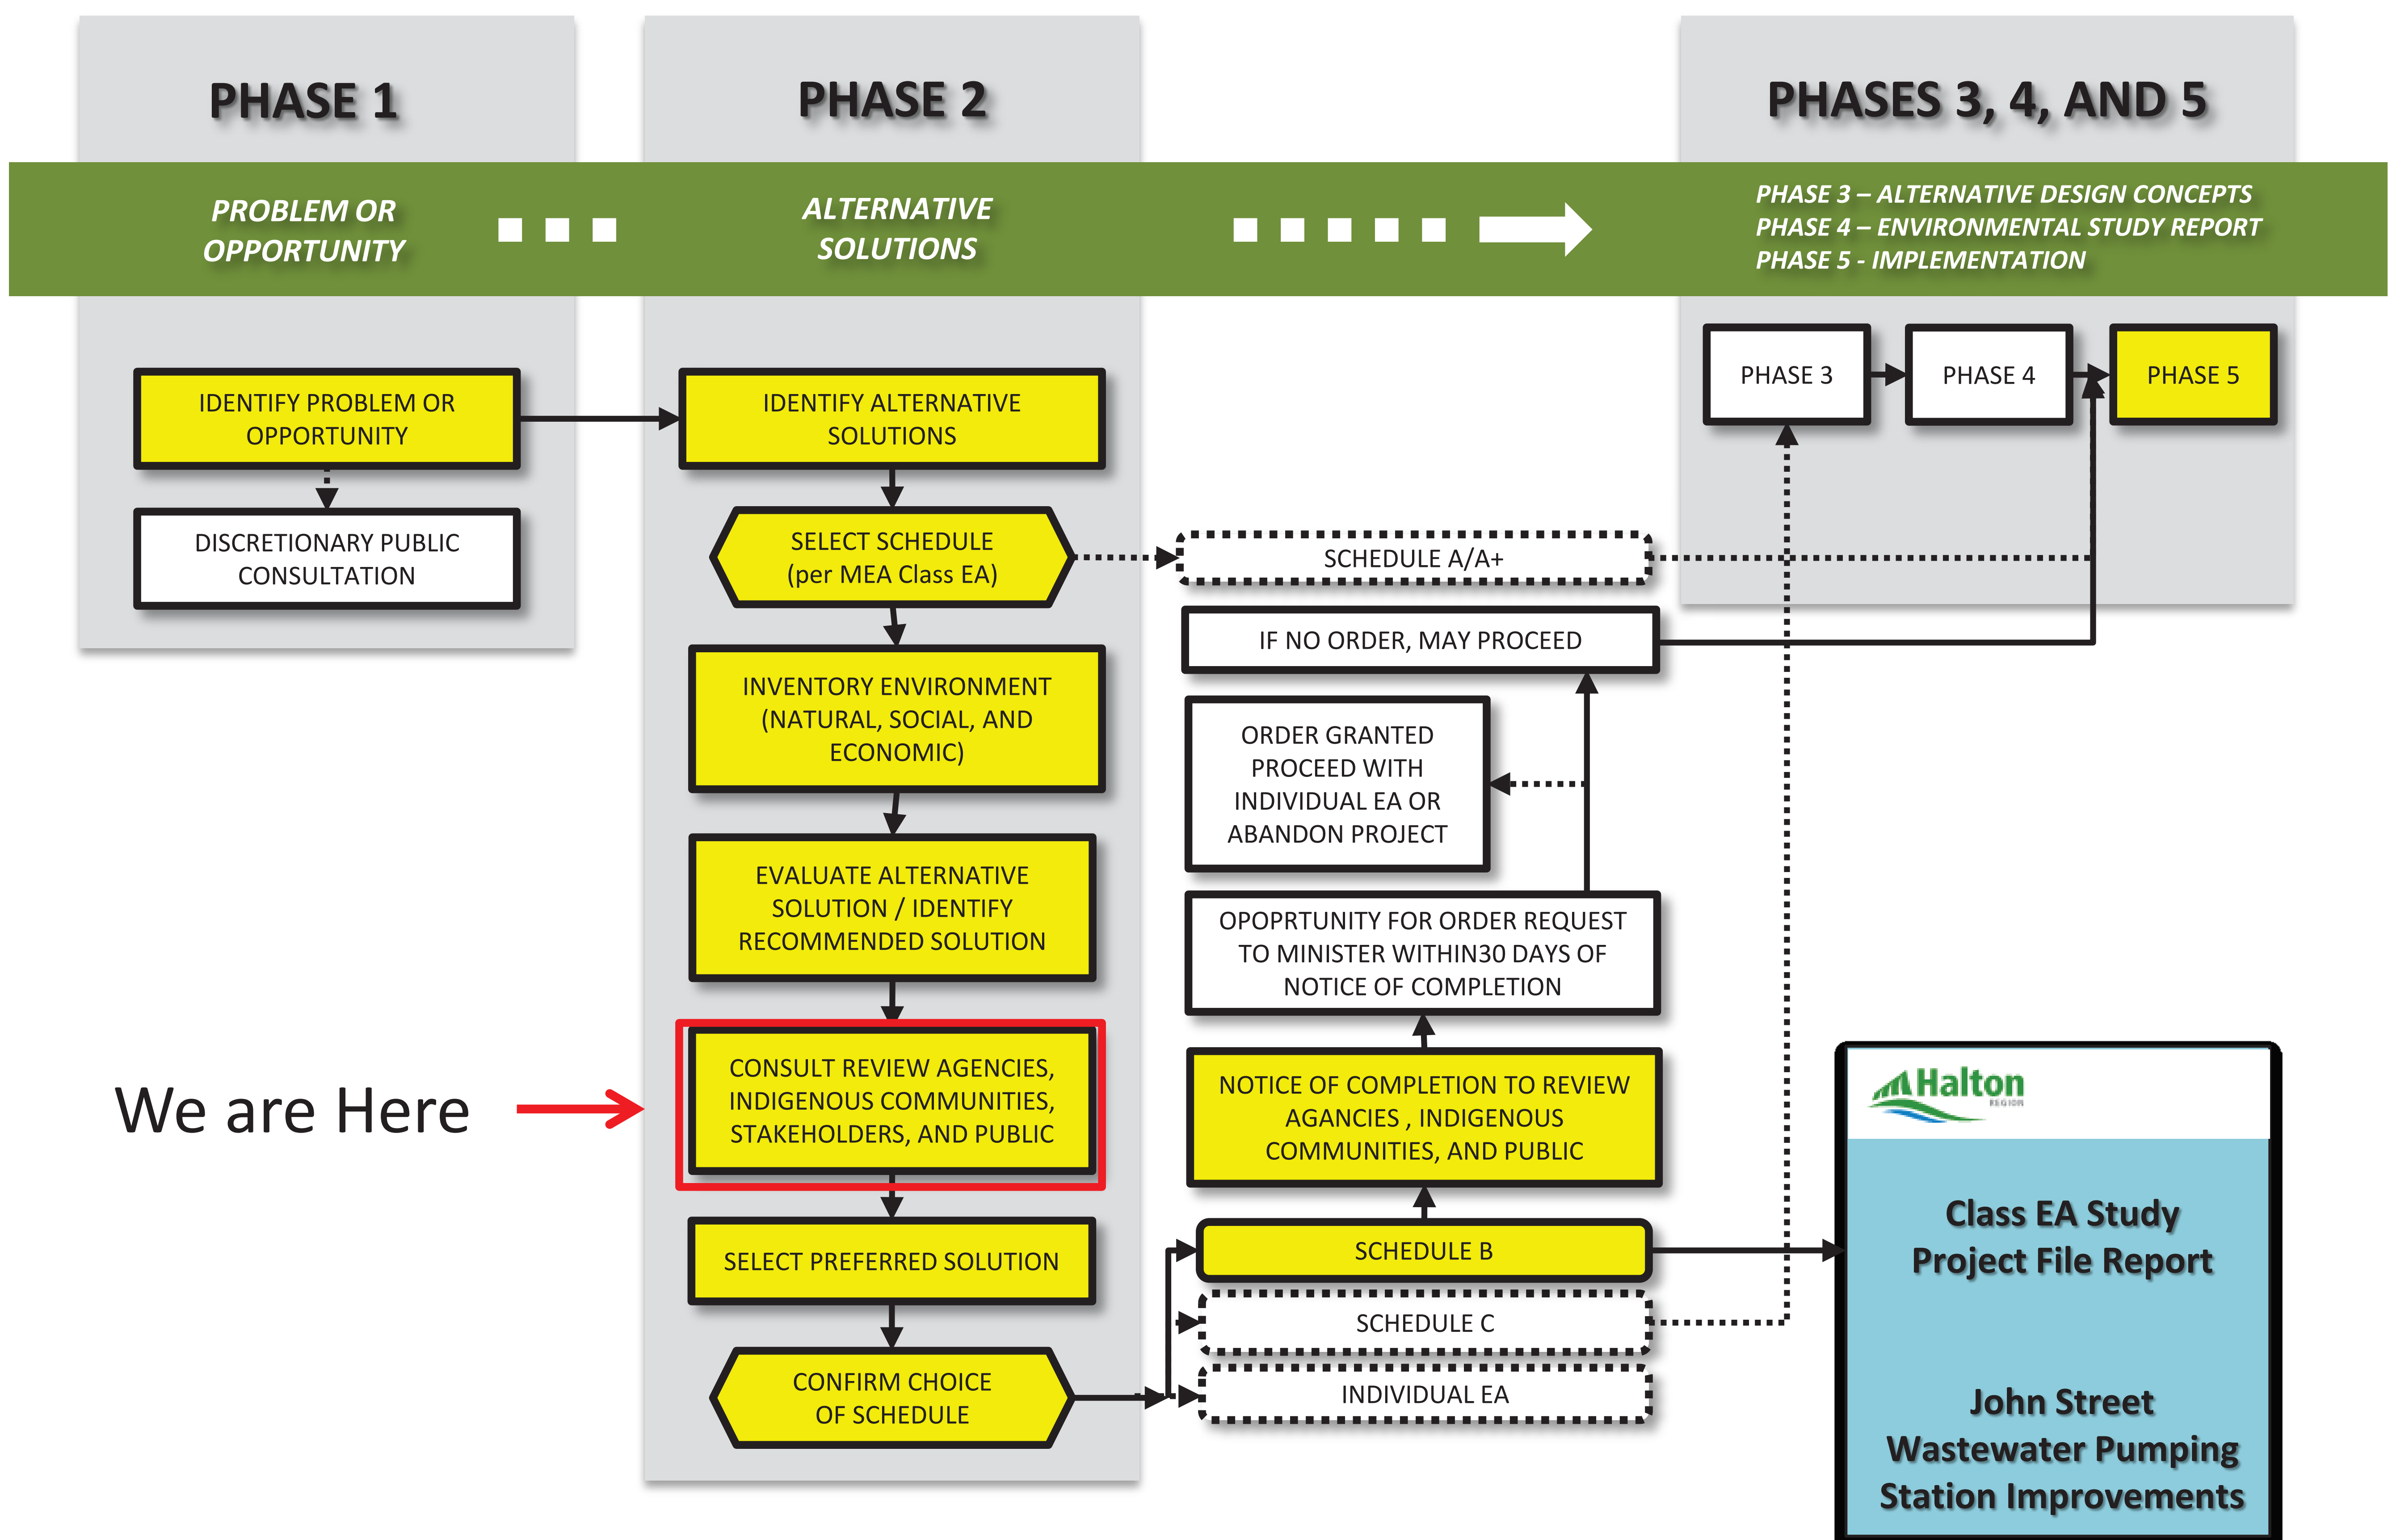 PHASE 1
PHASE 2
PHASES 3, 4, AND 5
PROBLEM OR
OPPORTUNITY
ALTERNATIVE
SOLUTIONS
PHASE 3 – ALTERNATIVE DESIGN CONCEPTS
PHASE 4 – ENVIRONMENTAL STUDY REPORT
PHASE 5 - IMPLEMENTATION
IDENTIFY PROBLEM OR
OPPORTUNITY
DISCRETIONARY PUBLIC
CONSULTATION
IDENTIFY ALTERNATIVE
SOLUTIONS
SELECT SCHEDULE
(per MEA Class EA)
INVENTORY ENVIRONMENT
(NATURAL, SOCIAL, AND
ECONOMIC)
EVALUATE ALTERNATIVE
SOLUTION / IDENTIFY
RECOMMENDED SOLUTION
We are Here
CONSULT REVIEW AGENCIES,
INDIGENOUS COMMUNITIES,
STAKEHOLDERS, AND PUBLIC
SELECT PREFERRED SOLUTION
CONFIRM CHOICE
OF SCHEDULE
SCHEDULE A/A+
IF NO ORDER, MAY PROCEED
ORDER GRANTED
PROCEED WITH
INDIVIDUAL EA OR
ABANDON PROJECT
OPOPRTUNITY FOR ORDER REQUEST
TO MINISTER WITHIN30 DAYS OF
NOTICE OF COMPLETION
NOTICE OF COMPLETION TO REVIEW
AGANCIES , INDIGENOUS
COMMUNITIES, AND PUBLIC
SCHEDULE B
SCHEDULE C
INDIVIDUAL EA
PHASE 3
PHASE 4
PHASE 5
Halton
REGION
Class EA Study
Project File Report
John Street
Wastewater Pumping
Station Improvements